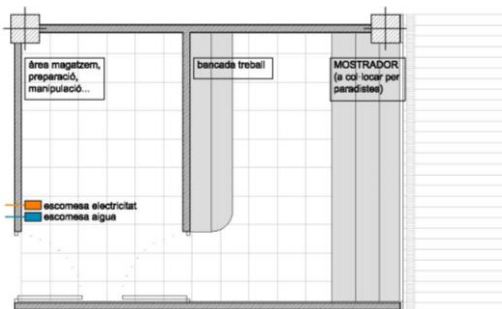 àrea magatzem,
preparació,
manipulació...
bancada treball
MOSTRADOR
(a col·locar per
paradistes)
escomesa electricitat
escomesa aigua